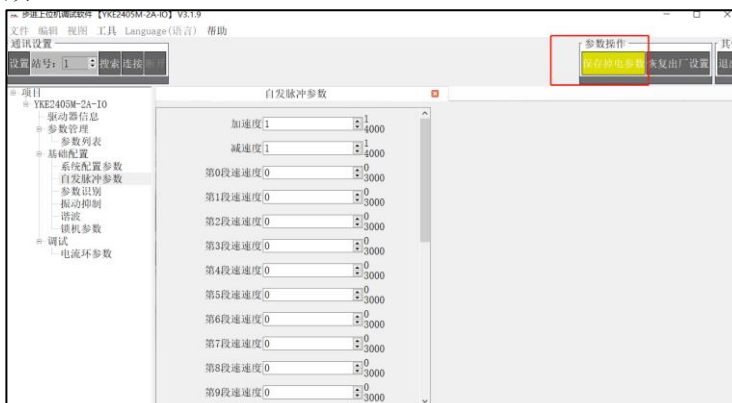 步进上位机调试软件 【YKE2405M-2A-IO】 V3.1.9
文件 编辑 视图 工具 Language(语言) 帮助
通讯设置
参数操作
其
设置 站号: 1 搜索 连接 断开
保存掉电参数 恢复出厂设置 退出
项目
YKE2405M-2A-IO
驱动器信息
参数管理
参数列表
基础配置
系统配置参数
自发脉冲参数
参数识别
振动抑制
谐波
锁机参数
调试
电流环参数
自发脉冲参数
加速度 1 1
4000
减速度 1 1
4000
第0段速速度 0 0
3000
第1段速速度 0 0
3000
第2段速速度 0 0
3000
第3段速速度 0 0
3000
第4段速速度 0 0
3000
第5段速速度 0 0
3000
第6段速速度 0 0
3000
第7段速速度 0 0
3000
第8段速速度 0 0
3000
第9段速速度 0 0
3000